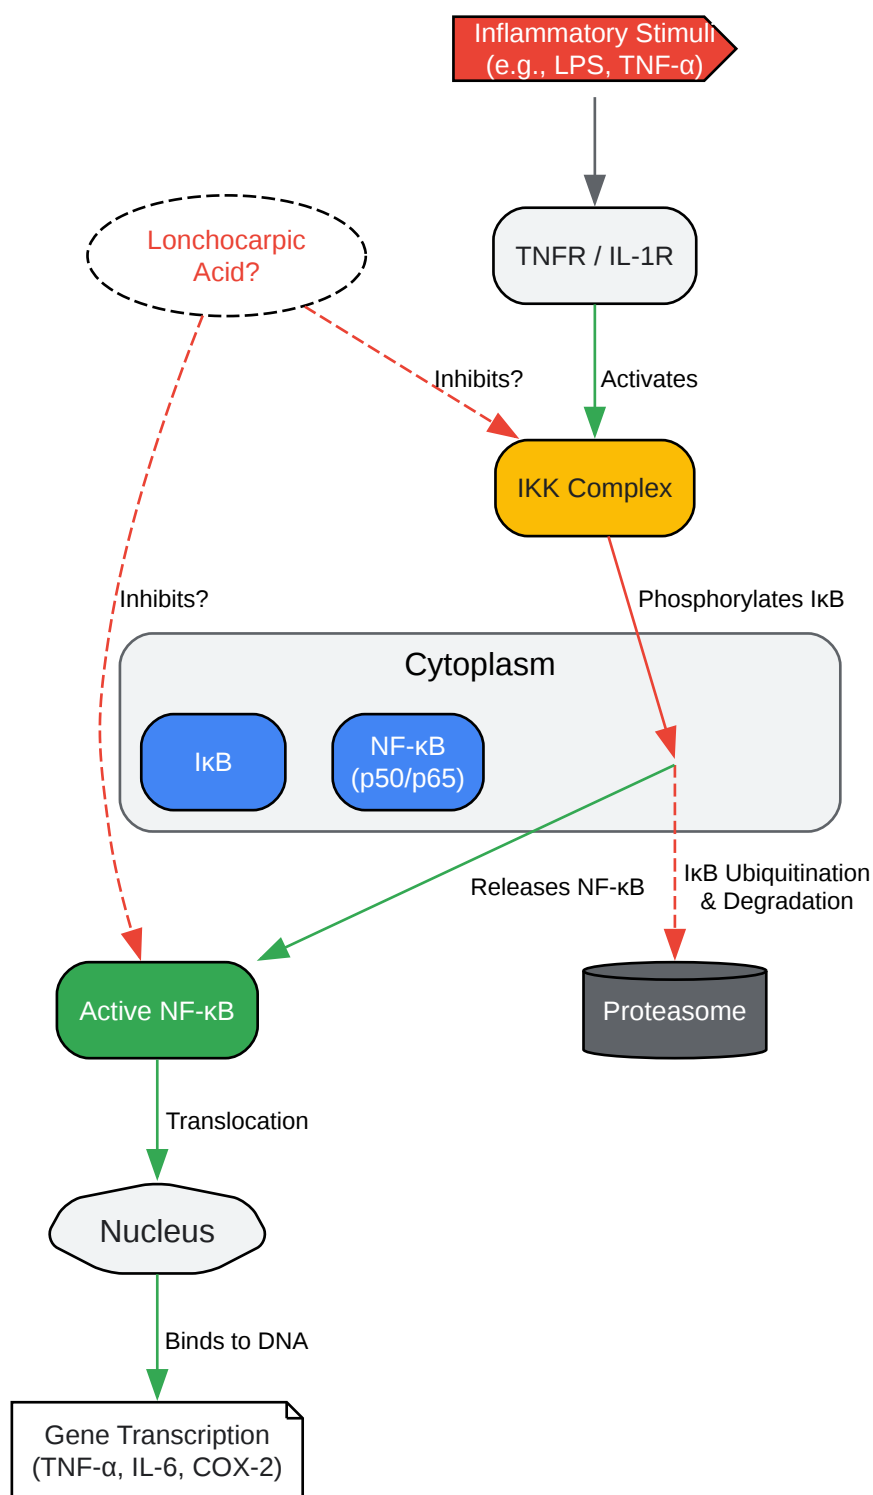 Inflammatory Stimuli
(e.g., LPS, TNF-α)
Lonchocarpic
Acid?
TNFR / IL-1R
Inhibits?
Activates
IKK Complex
Inhibits?
Phosphorylates IκB
Cytoplasm
IκB
NF-κB
(p50/p65)
Releases NF-κB
IκB Ubiquitination
& Degradation
Active NF-κB
Proteasome
Translocation
Nucleus
Binds to DNA
Gene Transcription
(TNF-α, IL-6, COX-2)